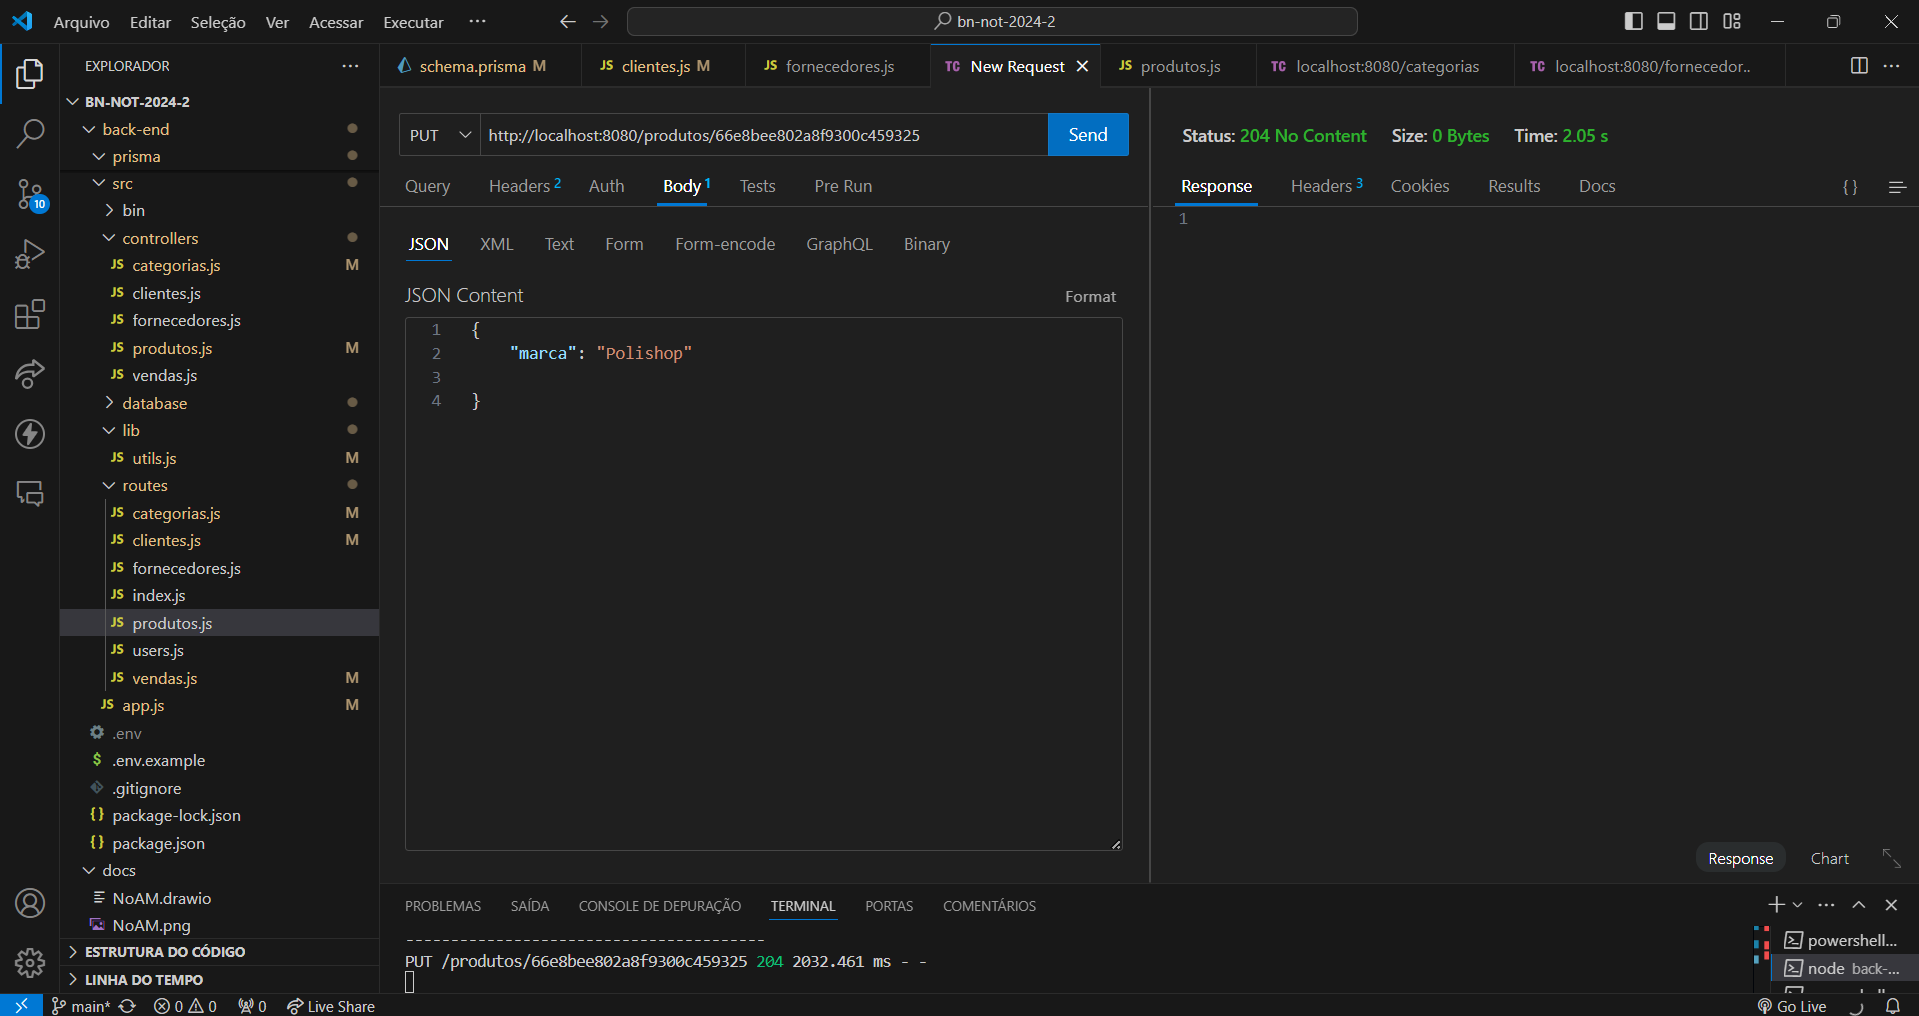 Arquivo Editar Seleção Ver Acessar Executar ··· bn-not-2024-2
EXPLORADOR ···
schema.prisma M
JS clientes.js M
JS fornecedores.js
TC New Request
JS produtos.js
TC localhost:8080/categorias
TC localhost:8080/fornecedor..
BN-NOT-2024-2
back-end
prisma
src
bin
controllers
JS categorias.js M
JS clientes.js
JS fornecedores.js
JS produtos.js M
JS vendas.js
database
lib
JS utils.js M
routes
JS categorias.js M
JS clientes.js M
JS fornecedores.js
JS index.js
JS produtos.js
JS users.js
JS vendas.js M
JS app.js M
.env
$ .env.example
.gitignore
{} package-lock.json
{} package.json
docs
NoAM.drawio
NoAM.png
ESTRUTURA DO CÓDIGO
LINHA DO TEMPO
10
PUT http://localhost:8080/produtos/66e8bee802a8f9300c459325 Send
Query Headers 2 Auth Body 1 Tests Pre Run
JSON XML Text Form Form-encode GraphQL Binary
JSON Content Format
1 {
2 "marca": "Polishop"
3
4 }
Status: 204 No Content Size: 0 Bytes Time: 2.05 s
Response Headers 3 Cookies Results Docs {}
1
Response Chart
PROBLEMAS SAÍDA CONSOLE DE DEPURAÇÃO TERMINAL PORTAS COMENTÁRIOS
----------------------------------------
PUT /produtos/66e8bee802a8f9300c459325 204 2032.461 ms - -
powershell...
node back-...
main* 0 0 0 Live Share
Go Live